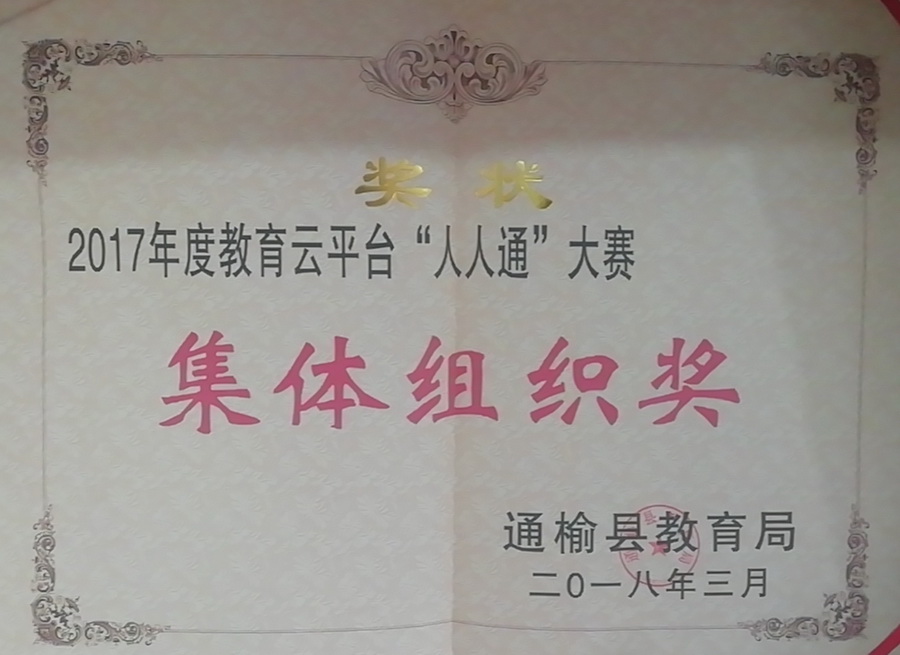 奖状
2017年度教育云平台“人人通”大赛
集体组织奖
通榆县教育局
二0一八年三月